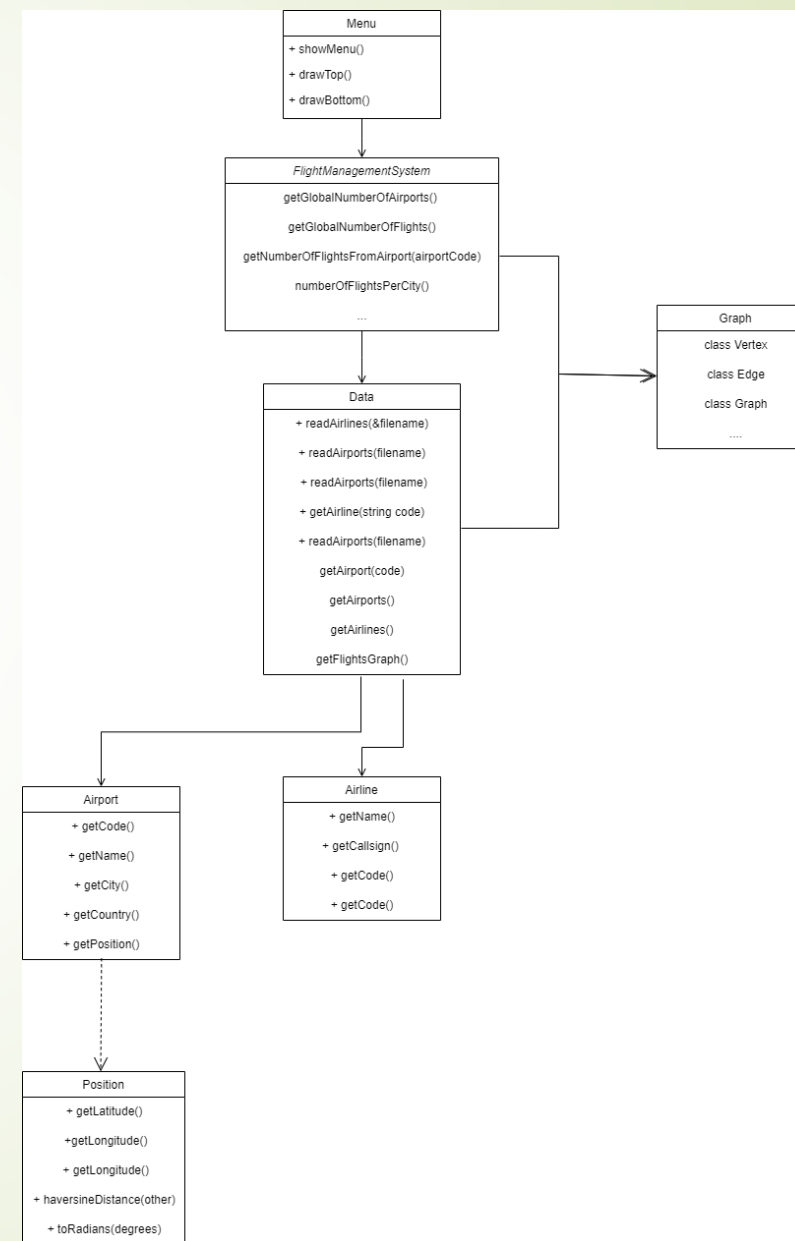 Menu
+ showMenu()
+ drawTop()
+ drawBottom()
FlightManagementSystem
getGlobalNumberOfAirports()
getGlobalNumberOfFlights()
getNumberOfFlightsFromAirport(airportCode)
numberOfFlightsPerCity()
...
Graph
class Vertex
class Edge
class Graph
....
Data
+ readAirlines(&filename)
+ readAirports(filename)
+ readAirports(filename)
+ getAirline(string code)
+ readAirports(filename)
getAirport(code)
getAirports()
getAirlines()
getFlightsGraph()
Airport
+ getCode()
+ getName()
+ getCity()
+ getCountry()
+ getPosition()
Airline
+ getName()
+ getCallsign()
+ getCode()
+ getCode()
Position
+ getLatitude()
+getLongitude()
+ getLongitude()
+ haversineDistance(other)
+ toRadians(degrees)